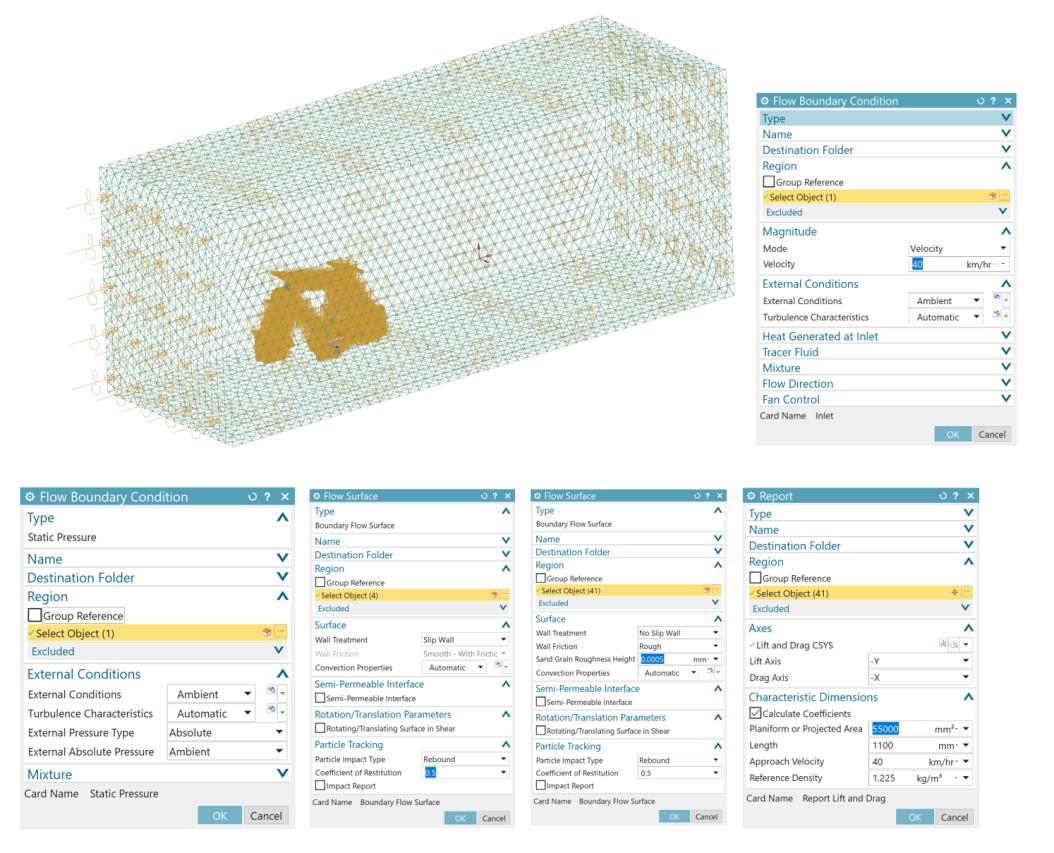 Flow Boundary Condition
Type
Name
Destination Folder
Region
Group Reference
Select Object (1)
Excluded
Magnitude
Mode Velocity
Velocity 40 km/hr
External Conditions
External Conditions Ambient
Turbulence Characteristics Automatic
Heat Generated at Inlet
Tracer Fluid
Mixture
Flow Direction
Fan Control
Card Name Inlet
OK Cancel
Flow Boundary Condition
Type
Static Pressure
Name
Destination Folder
Region
Group Reference
Select Object (1)
Excluded
External Conditions
External Conditions Ambient
Turbulence Characteristics Automatic
External Pressure Type Absolute
External Absolute Pressure Ambient
Mixture
Card Name Static Pressure
OK Cancel
Flow Surface
Type
Boundary Flow Surface
Name
Destination Folder
Region
Group Reference
Select Object (4)
Excluded
Surface
Wall Treatment Slip Wall
Wall Friction Smooth - With Frictic
Convection Properties Automatic
Semi-Permeable Interface
Semi-Permeable Interface
Rotation/Translation Parameters
Rotating/Translating Surface in Shear
Particle Tracking
Particle Impact Type Rebound
Coefficient of Restitution 0.5
Impact Report
Card Name Boundary Flow Surface
OK Cancel
Flow Surface
Type
Boundary Flow Surface
Name
Destination Folder
Region
Group Reference
Select Object (41)
Excluded
Surface
Wall Treatment No Slip Wall
Wall Friction Rough
Sand Grain Roughness Height 0.0005 mm
Convection Properties Automatic
Semi-Permeable Interface
Semi-Permeable Interface
Rotation/Translation Parameters
Rotating/Translating Surface in Shear
Particle Tracking
Particle Impact Type Rebound
Coefficient of Restitution 0.5
Impact Report
Card Name Boundary Flow Surface
OK Cancel
Report
Type
Name
Destination Folder
Region
Group Reference
Select Object (41)
Excluded
Axes
Lift and Drag CSYS
Lift Axis -Y
Drag Axis -X
Characteristic Dimensions
Calculate Coefficients
Planiform or Projected Area 55000 mm²
Length 1100 mm
Approach Velocity 40 km/hr
Reference Density 1.225 kg/m³
Card Name Report Lift and Drag
OK Cancel